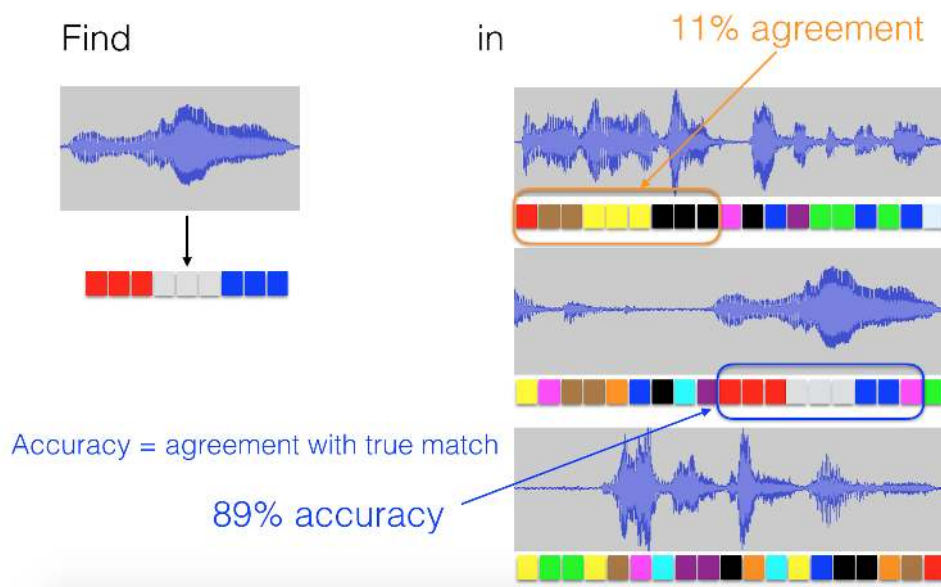 Find
in
11% agreement
Accuracy = agreement with true match
89% accuracy